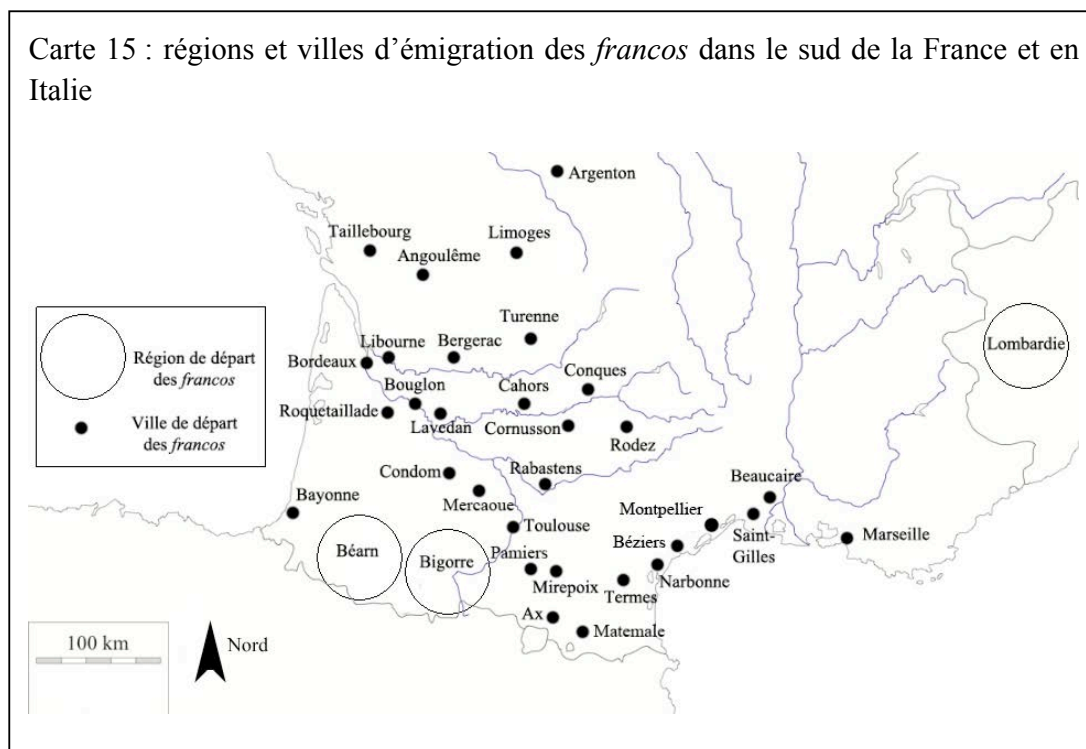 Carte 15 : régions et villes d’émigration des francos dans le sud de la France et en
Italie
Argenton
Taillebourg
Limoges
Angoulême
Turenne
Région de départ
des francos
Ville de départ
des francos
Lombardie
Libourne
Bergerac
Bordeaux
Conques
Bouglon
Cahors
Roquetaillade
Lavedan
Cornusson
Rodez
Condom
Rabastens
Beaucaire
Mercaoue
Bayonne
Montpellier
Toulouse
Saint-
Gilles
Marseille
Béziers
Béarn
Bigorre
Pamiers
Mirepoix
Narbonne
Termes
Ax
Matemale
100 km
Nord